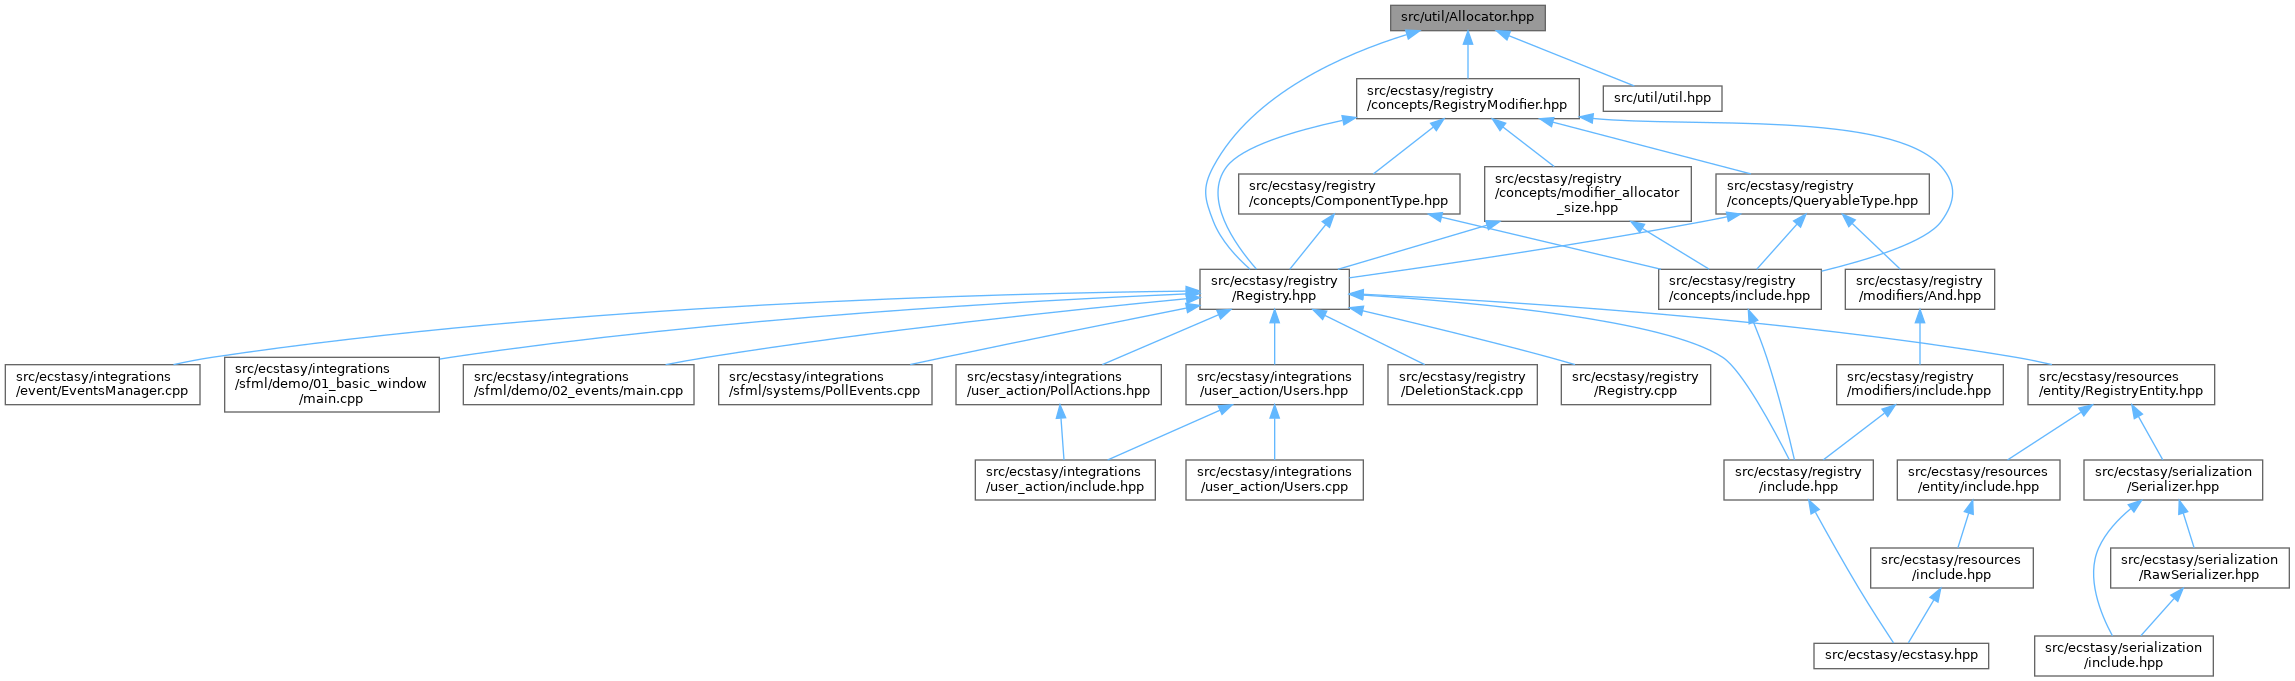 src/util/Allocator.hpp
src/ecstasy/registry
/concepts/RegistryModifier.hpp
src/util/util.hpp
src/ecstasy/registry
/concepts/ComponentType.hpp
src/ecstasy/registry
/concepts/modifier_allocator
_size.hpp
src/ecstasy/registry
/concepts/QueryableType.hpp
src/ecstasy/registry
/Registry.hpp
src/ecstasy/registry
/concepts/include.hpp
src/ecstasy/registry
/modifiers/And.hpp
src/ecstasy/integrations
/event/EventsManager.cpp
src/ecstasy/integrations
/sfml/demo/01_basic_window
/main.cpp
src/ecstasy/integrations
/sfml/demo/02_events/main.cpp
src/ecstasy/integrations
/sfml/systems/PollEvents.cpp
src/ecstasy/integrations
/user_action/PollActions.hpp
src/ecstasy/integrations
/user_action/Users.hpp
src/ecstasy/registry
/DeletionStack.cpp
src/ecstasy/registry
/Registry.cpp
src/ecstasy/registry
/modifiers/include.hpp
src/ecstasy/resources
/entity/RegistryEntity.hpp
src/ecstasy/integrations
/user_action/include.hpp
src/ecstasy/integrations
/user_action/Users.cpp
src/ecstasy/registry
/include.hpp
src/ecstasy/resources
/entity/include.hpp
src/ecstasy/serialization
/Serializer.hpp
src/ecstasy/resources
/include.hpp
src/ecstasy/serialization
/RawSerializer.hpp
src/ecstasy/ecstasy.hpp
src/ecstasy/serialization
/include.hpp